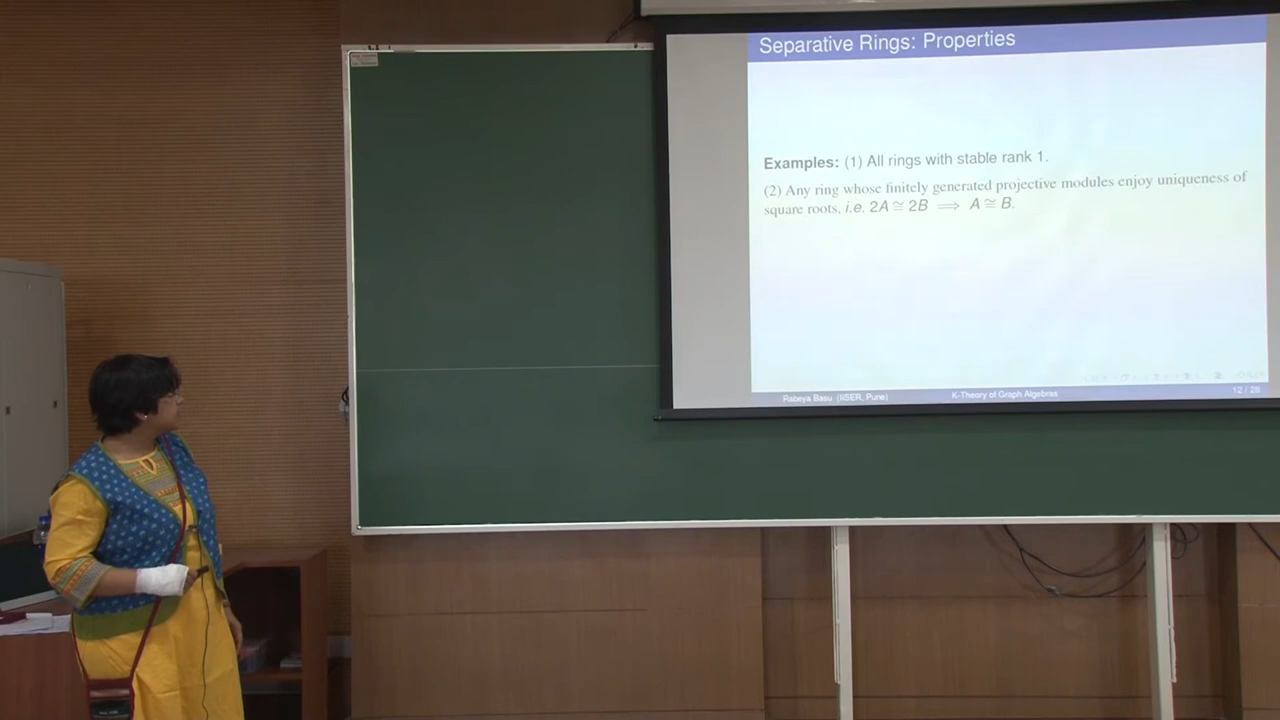 Separative Rings: Properties
Examples: (1) All rings with stable rank 1.
(2) Any ring whose finitely generated projective modules enjoy uniqueness of
square roots, i.e. 2A ≅ 2B ⟹ A ≅ B.
Rabeya Basu (IISER, Pune) K-Theory of Graph Algebras 12 / 28